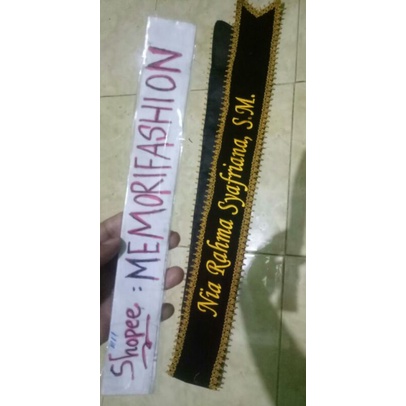 Shopee : MEMORIFASHION
Nia Rahma Syafriana, S.M.